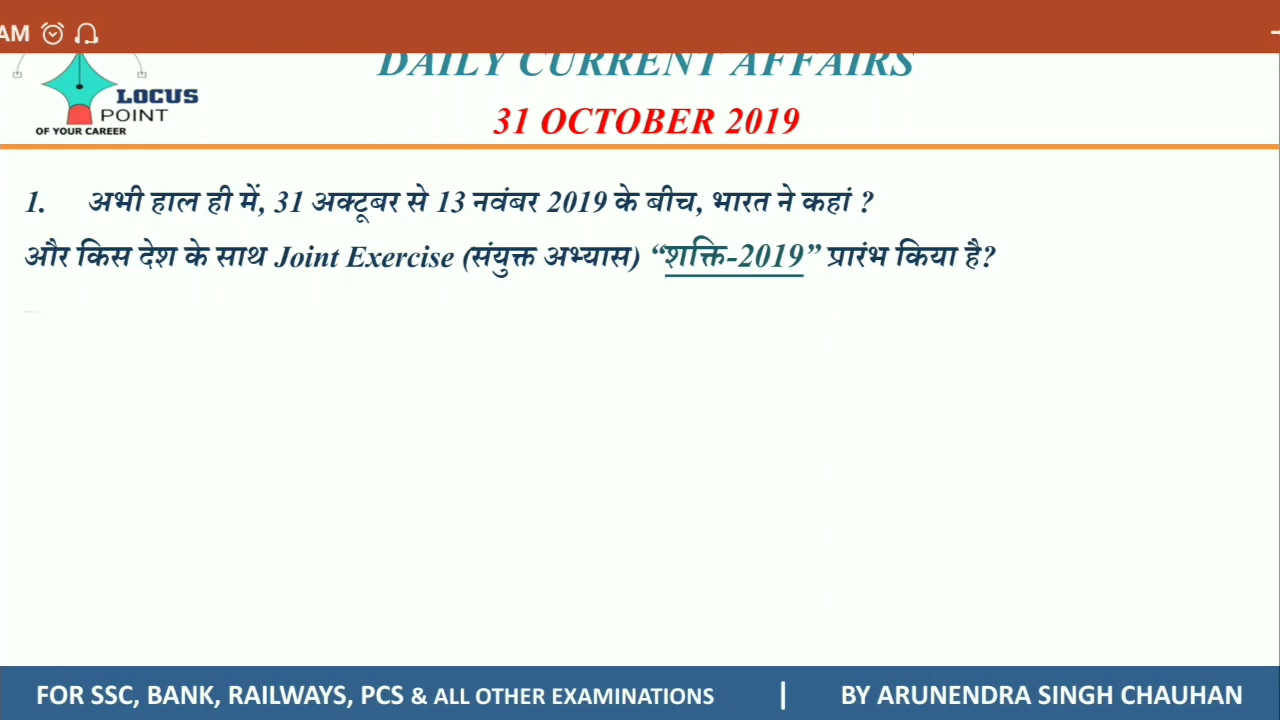 AM
DAILY CURRENT AFFAIRS
LOCUS
POINT
OF YOUR CAREER
31 OCTOBER 2019
1. अभी हाल ही में, 31 अक्टूबर से 13 नवंबर 2019 के बीच, भारत ने कहां ?
और किस देश के साथ Joint Exercise (संयुक्त अभ्यास) “शक्ति-2019” प्रारंभ किया है?
FOR SSC, BANK, RAILWAYS, PCS & ALL OTHER EXAMINATIONS | BY ARUNENDRA SINGH CHAUHAN